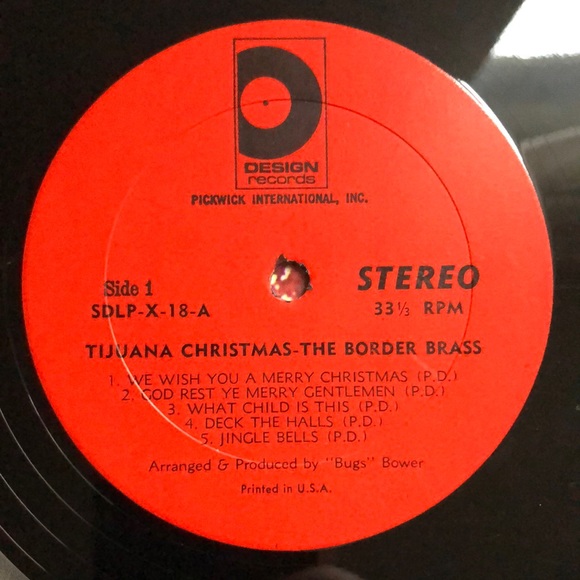 DESIGN
records
PICKWICK INTERNATIONAL, INC.
Side 1
STEREO
SDLP-X-18-A
33 1/3 RPM
TIJUANA CHRISTMAS-THE BORDER BRASS
1. WE WISH YOU A MERRY CHRISTMAS (P.D.)
2. GOD REST YE MERRY GENTLEMEN (P.D.)
3. WHAT CHILD IS THIS (P.D.)
4. DECK THE HALLS (P.D.)
5. JINGLE BELLS (P.D.)
Arranged & Produced by "Bugs" Bower
Printed in U.S.A.